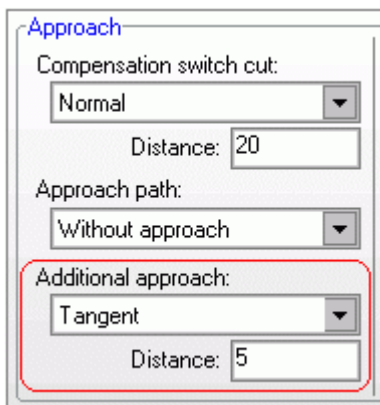 Approach
Compensation switch cut:
Normal
Distance: 20
Approach path:
Without approach
Additional approach:
Tangent
Distance: 5